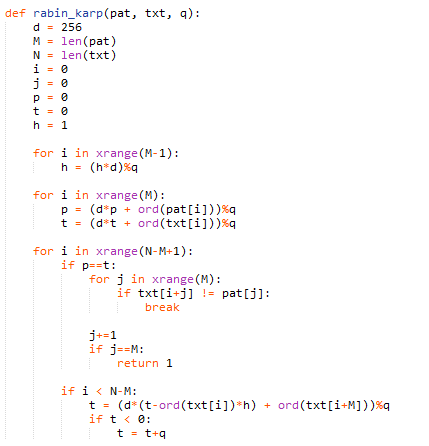 def rabin_karp(pat, txt, q):
    d = 256
    M = len(pat)
    N = len(txt)
    i = 0
    j = 0
    p = 0
    t = 0
    h = 1

    for i in xrange(M-1):
        h = (h*d)%q

    for i in xrange(M):
        p = (d*p + ord(pat[i]))%q
        t = (d*t + ord(txt[i]))%q

    for i in xrange(N-M+1):
        if p==t:
            for j in xrange(M):
                if txt[i+j] != pat[j]:
                    break

            j+=1
            if j==M:
                return 1

        if i < N-M:
            t = (d*(t-ord(txt[i])*h) + ord(txt[i+M]))%q
            if t < 0:
                t = t+q